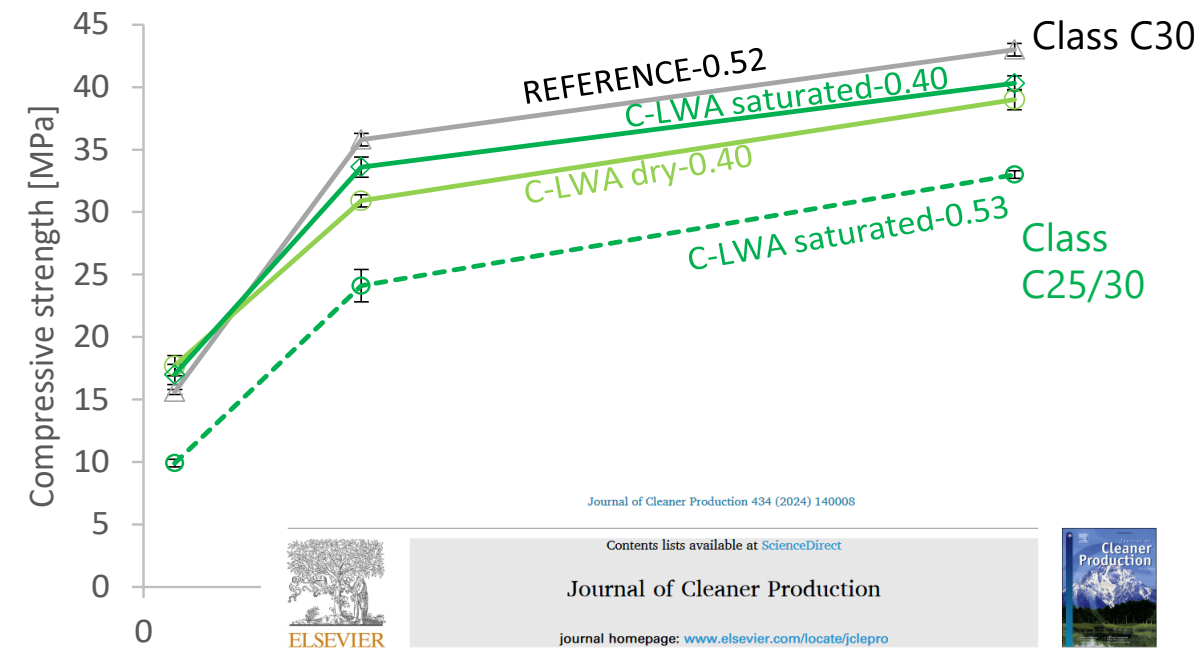 45
40
35
30
25
20
15
10
5
0
0
Compressive strength [MPa]
REFERENCE-0.52
Class C30
C-LWA saturated-0.40
C-LWA dry-0.40
C-LWA saturated-0.53
Class
C25/30
Journal of Cleaner Production 434 (2024) 140008
Contents lists available at ScienceDirect
Journal of Cleaner Production
journal homepage: www.elsevier.com/locate/jclepro
ELSEVIER
Cleaner
Production